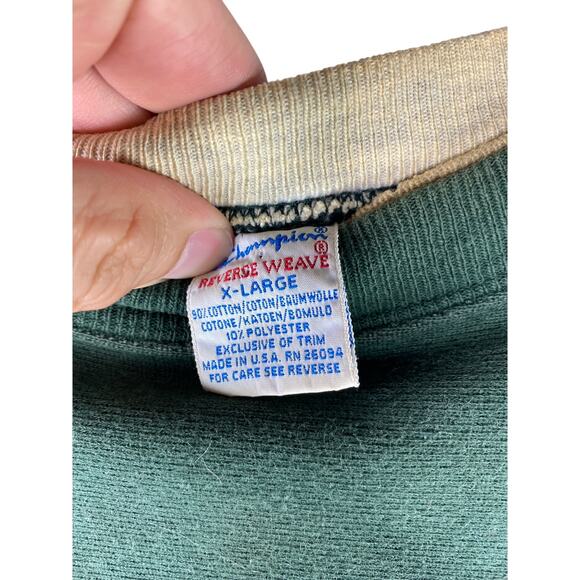 Champion®
REVERSE WEAVE®
X-LARGE
90% COTTON/COTON/BAUMWOLLE
COTONE/KATOEN/BOMULD
10% POLYESTER
EXCLUSIVE OF TRIM
MADE IN U.S.A. RN 26094
FOR CARE SEE REVERSE